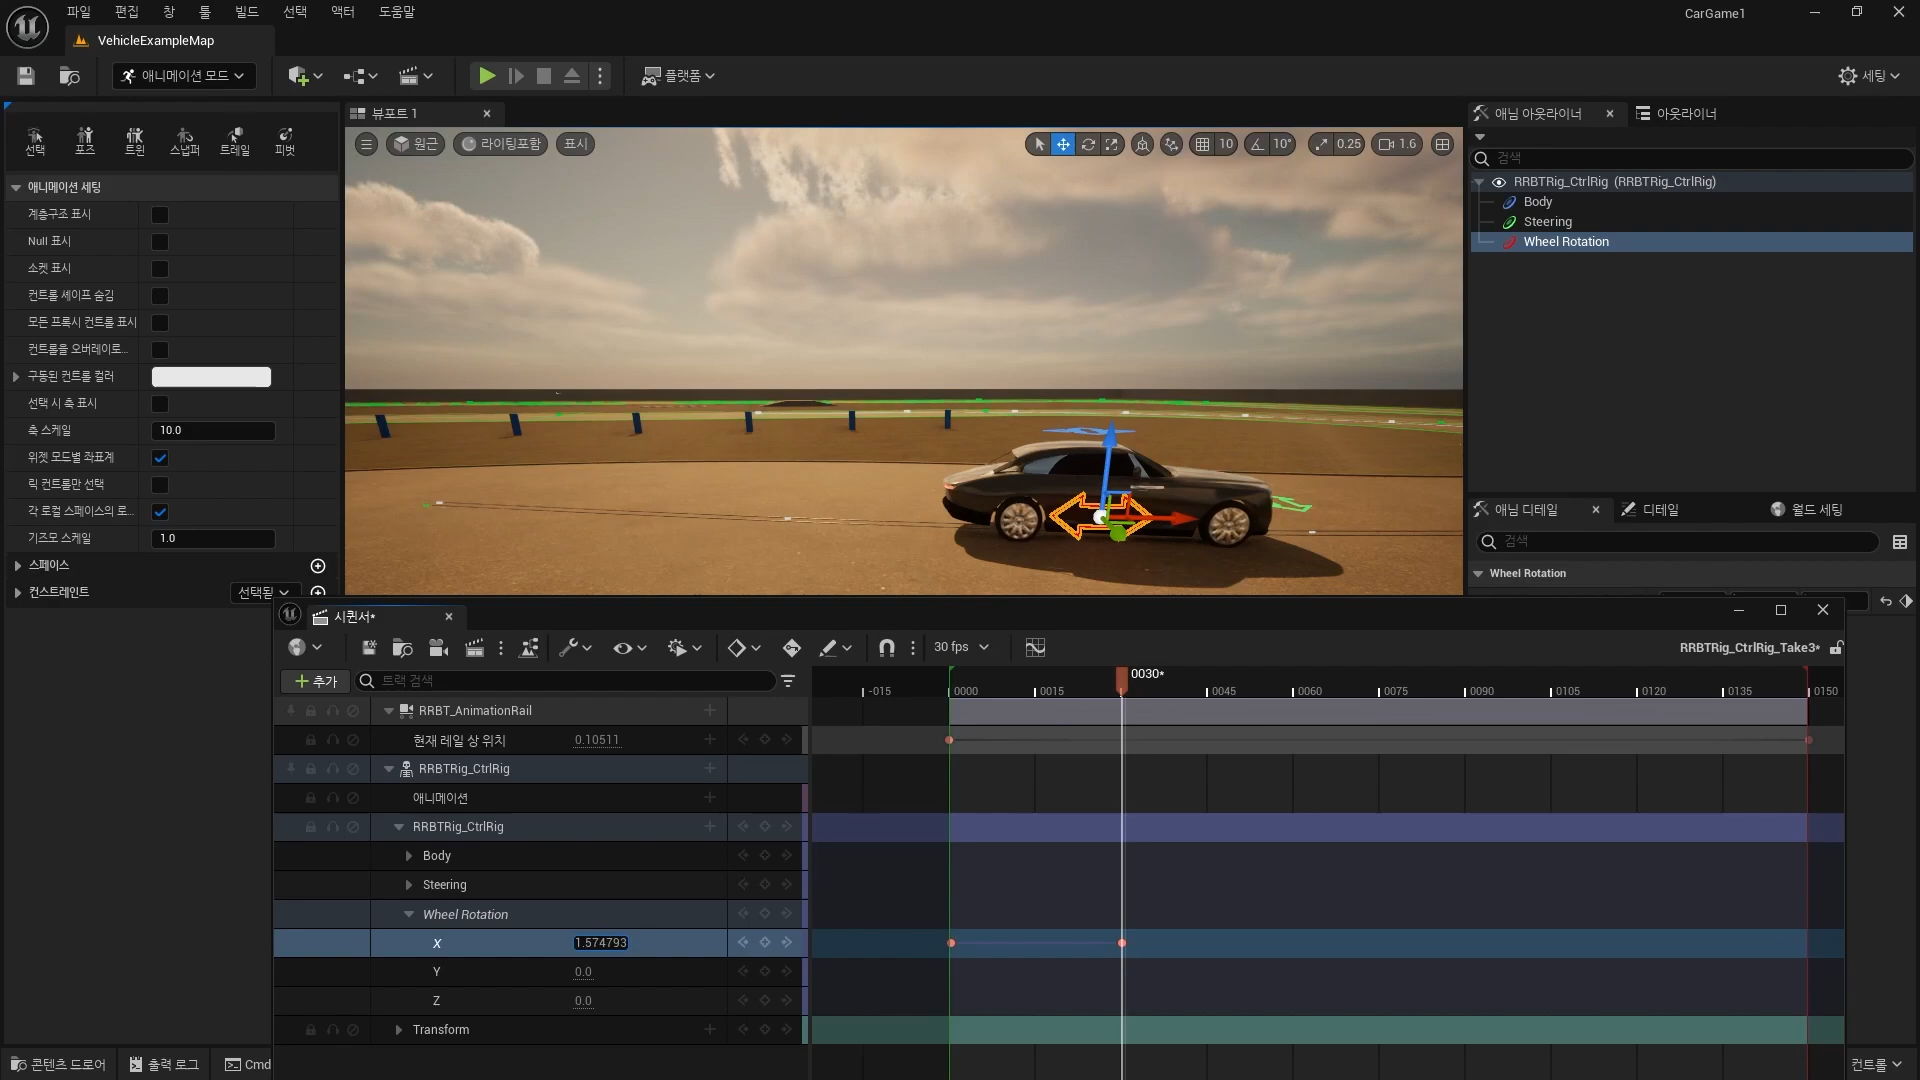 파일 편집 창 툴 빌드 선택 액터 도움말
CarGame1
VehicleExampleMap
애니메이션 모드
플랫폼
세팅
선택 포즈 트윈 스냅퍼 트레일 피벗
애니메이션 세팅
계층구조 표시
Null 표시
소켓 표시
컨트롤 셰이프 숨김
모든 프록시 컨트롤 표시
컨트롤을 오버레이로...
구동된 컨트롤 컬러
선택 시 축 표시
축 스케일 10.0
위젯 모드별 좌표계
릭 컨트롤만 선택
각 로컬 스페이스의 로...
기즈모 스케일 1.0
스페이스
컨스트레인트 선택됨
뷰포트 1
원근 라이팅포함 표시
10 10° 0.25 1.6
애님 아웃라이너 아웃라이너
검색
RRBTRig_CtrlRig (RRBTRig_CtrlRig)
Body
Steering
Wheel Rotation
애님 디테일 디테일 월드 세팅
검색
Wheel Rotation
시퀀서*
30 fps
RRBTRig_CtrlRig_Take3*
추가 트랙 검색
0030*
-015 0000 0015 0045 0060 0075 0090 0105 0120 0135 0150
RRBT_AnimationRail
현재 레일 상 위치 0.10511
RRBTRig_CtrlRig
애니메이션
RRBTRig_CtrlRig
Body
Steering
Wheel Rotation
X 1.574793
Y 0.0
Z 0.0
Transform
콘텐츠 드로어 출력 로그 Cmd
컨트롤